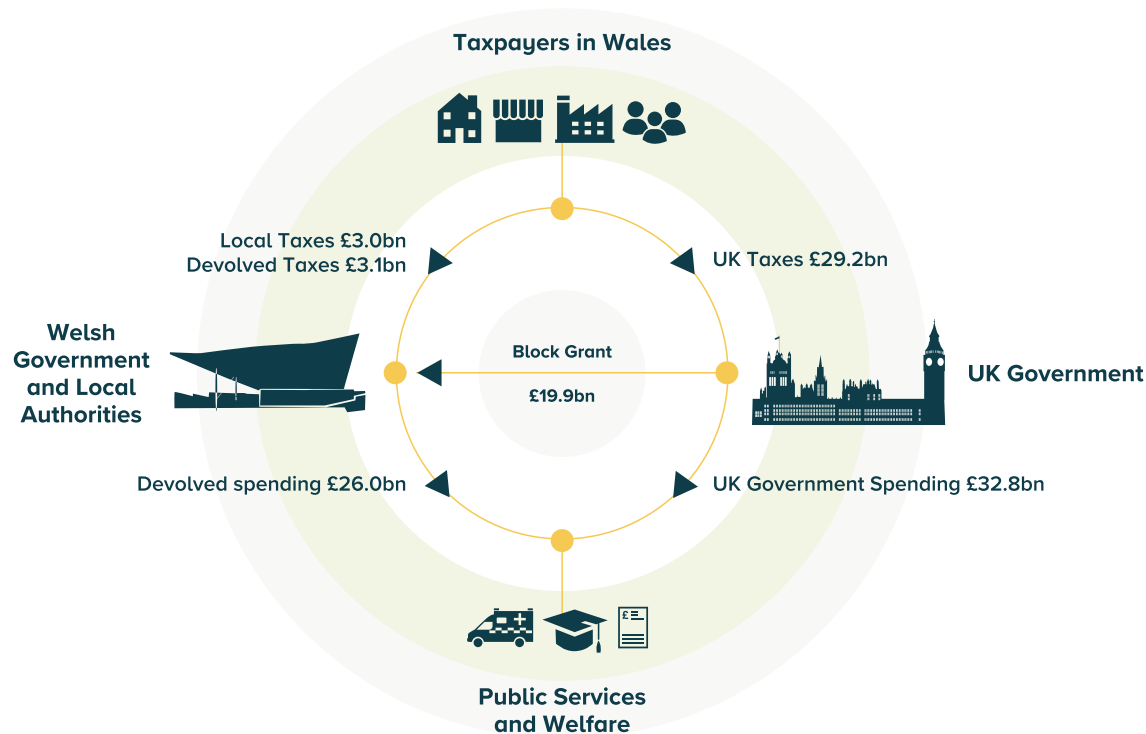 Taxpayers in Wales
Local Taxes £3.0bn
Devolved Taxes £3.1bn
UK Taxes £29.2bn
Welsh
Government
and Local
Authorities
Block Grant
£19.9bn
UK Government
Devolved spending £26.0bn
UK Government Spending £32.8bn
£
Public Services
and Welfare